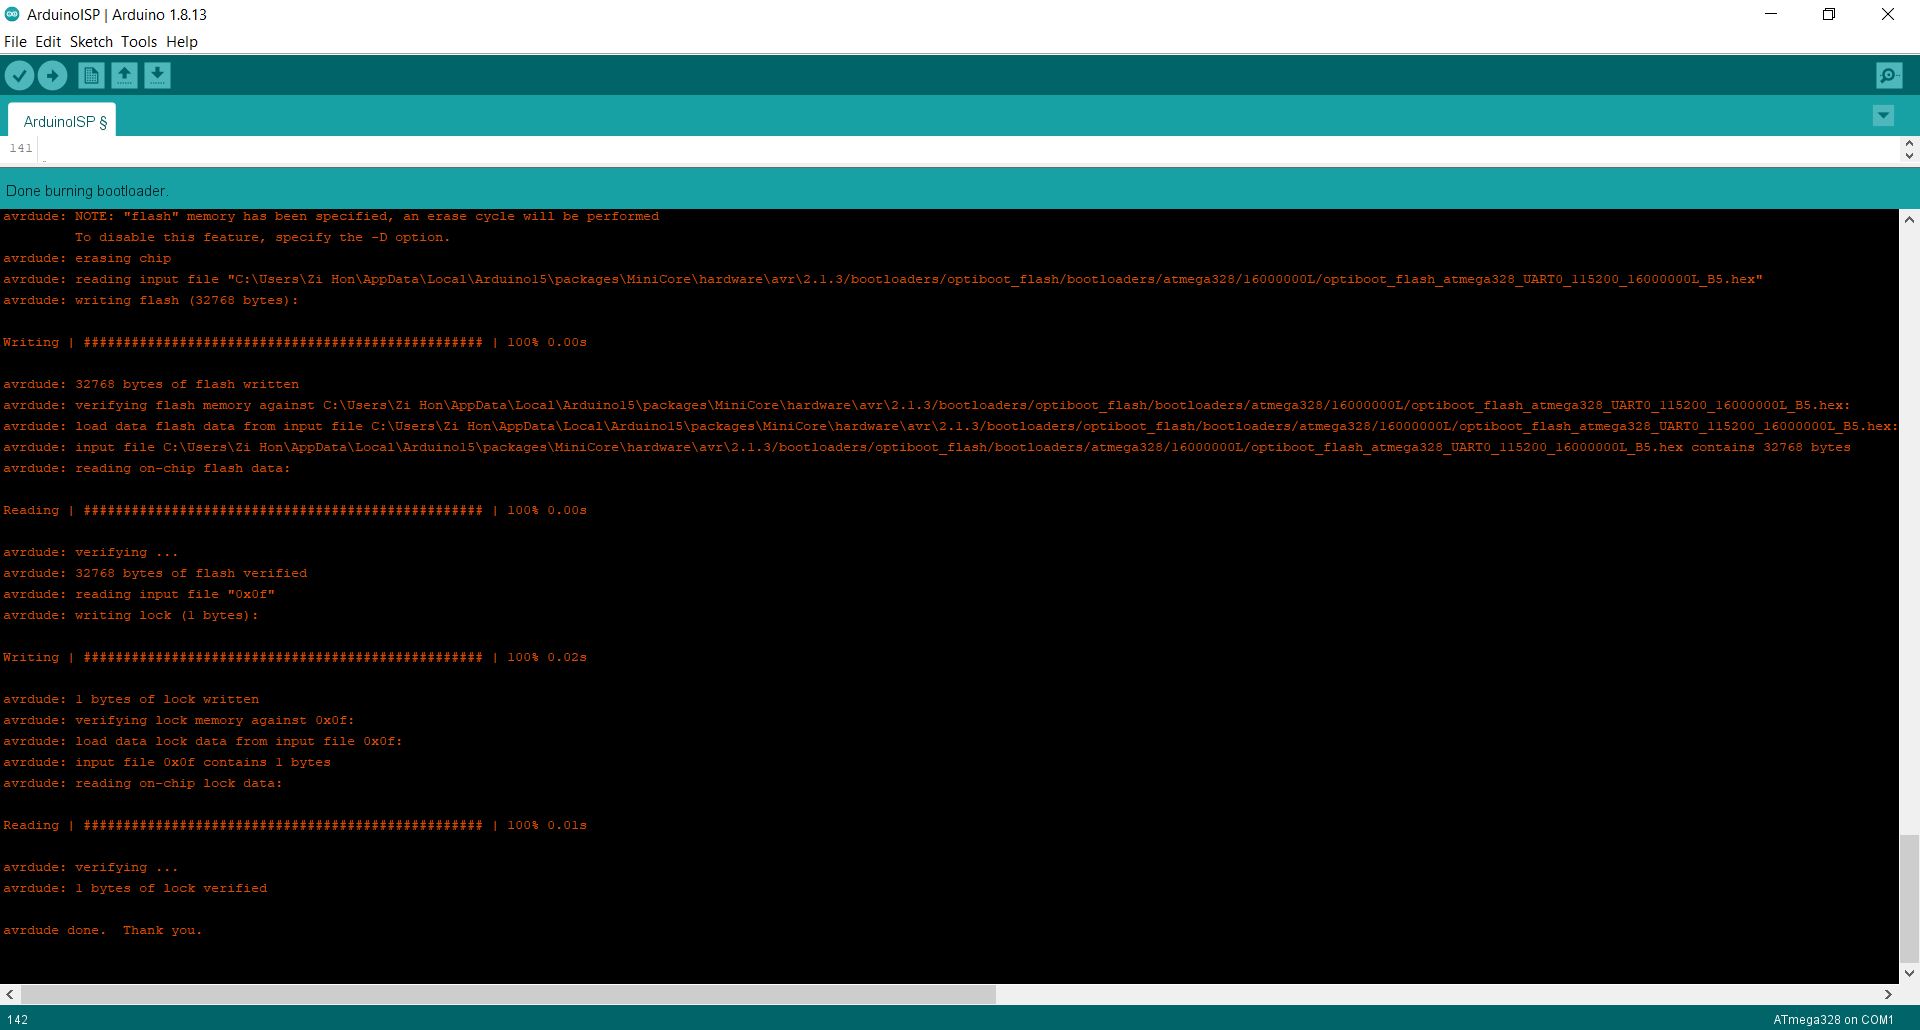 ArduinoISP | Arduino 1.8.13
File Edit Sketch Tools Help
ArduinoISP §
141
Done burning bootloader.
avrdude: NOTE: "flash" memory has been specified, an erase cycle will be performed
To disable this feature, specify the -D option.
avrdude: erasing chip
avrdude: reading input file "C:\Users\Zi Hon\AppData\Local\Arduino15\packages\MiniCore\hardware\avr\2.1.3/bootloaders/optiboot_flash/bootloaders/atmega328/16000000L/optiboot_flash_atmega328_UART0_115200_16000000L_B5.hex"
avrdude: writing flash (32768 bytes):
Writing | ################################################## | 100% 0.00s
avrdude: 32768 bytes of flash written
avrdude: verifying flash memory against C:\Users\Zi Hon\AppData\Local\Arduino15\packages\MiniCore\hardware\avr\2.1.3/bootloaders/optiboot_flash/bootloaders/atmega328/16000000L/optiboot_flash_atmega328_UART0_115200_16000000L_B5.hex:
avrdude: load data flash data from input file C:\Users\Zi Hon\AppData\Local\Arduino15\packages\MiniCore\hardware\avr\2.1.3/bootloaders/optiboot_flash/bootloaders/atmega328/16000000L/optiboot_flash_atmega328_UART0_115200_16000000L_B5.hex:
avrdude: input file C:\Users\Zi Hon\AppData\Local\Arduino15\packages\MiniCore\hardware\avr\2.1.3/bootloaders/optiboot_flash/bootloaders/atmega328/16000000L/optiboot_flash_atmega328_UART0_115200_16000000L_B5.hex contains 32768 bytes
avrdude: reading on-chip flash data:
Reading | ################################################## | 100% 0.00s
avrdude: verifying ...
avrdude: 32768 bytes of flash verified
avrdude: reading input file "0x0f"
avrdude: writing lock (1 bytes):
Writing | ################################################## | 100% 0.02s
avrdude: 1 bytes of lock written
avrdude: verifying lock memory against 0x0f:
avrdude: load data lock data from input file 0x0f:
avrdude: input file 0x0f contains 1 bytes
avrdude: reading on-chip lock data:
Reading | ################################################## | 100% 0.01s
avrdude: verifying ...
avrdude: 1 bytes of lock verified
avrdude done.  Thank you.
142
ATmega328 on COM1